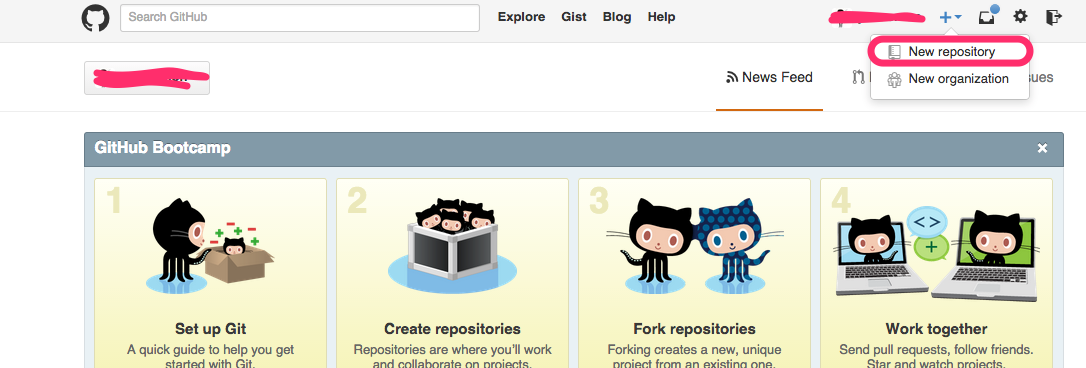 Search GitHub
Explore Gist Blog Help
New repository
New organization
News Feed
GitHub Bootcamp
1
Set up Git
A quick guide to help you get
started with Git.
2
Create repositories
Repositories are where you'll work
and collaborate on projects.
3
Fork repositories
Forking creates a new, unique
project from an existing one.
4
Work together
Send pull requests, follow friends.
Star and watch projects.